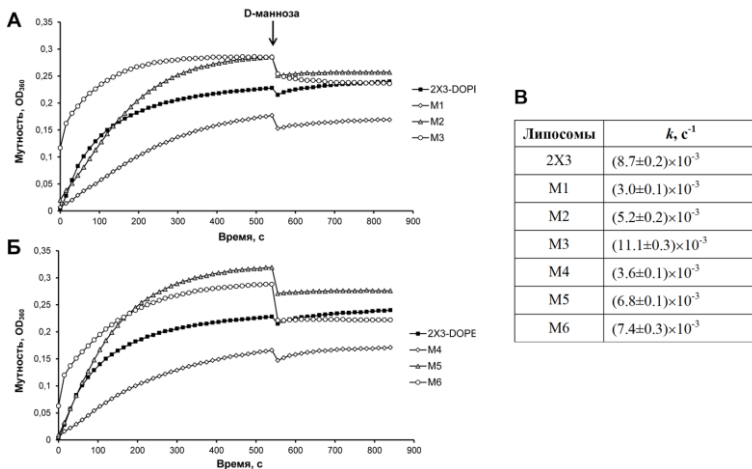 А
D-манноза
Мутность, OD360
0,35
0,3
0,25
0,2
0,15
0,1
0,05
0
0 100 200 300 400 500 600 700 800 900
Время, с
2X3-DOPE
M1
M2
M3
Б
Мутность, OD360
0,35
0,3
0,25
0,2
0,15
0,1
0,05
0
0 100 200 300 400 500 600 700 800 900
Время, с
2X3-DOPE
M4
M5
M6
В
Липосомы k, с-1
2X3 (8.7±0.2)×10-3
M1 (3.0±0.1)×10-3
M2 (5.2±0.2)×10-3
M3 (11.1±0.3)×10-3
M4 (3.6±0.1)×10-3
M5 (6.8±0.1)×10-3
M6 (7.4±0.3)×10-3